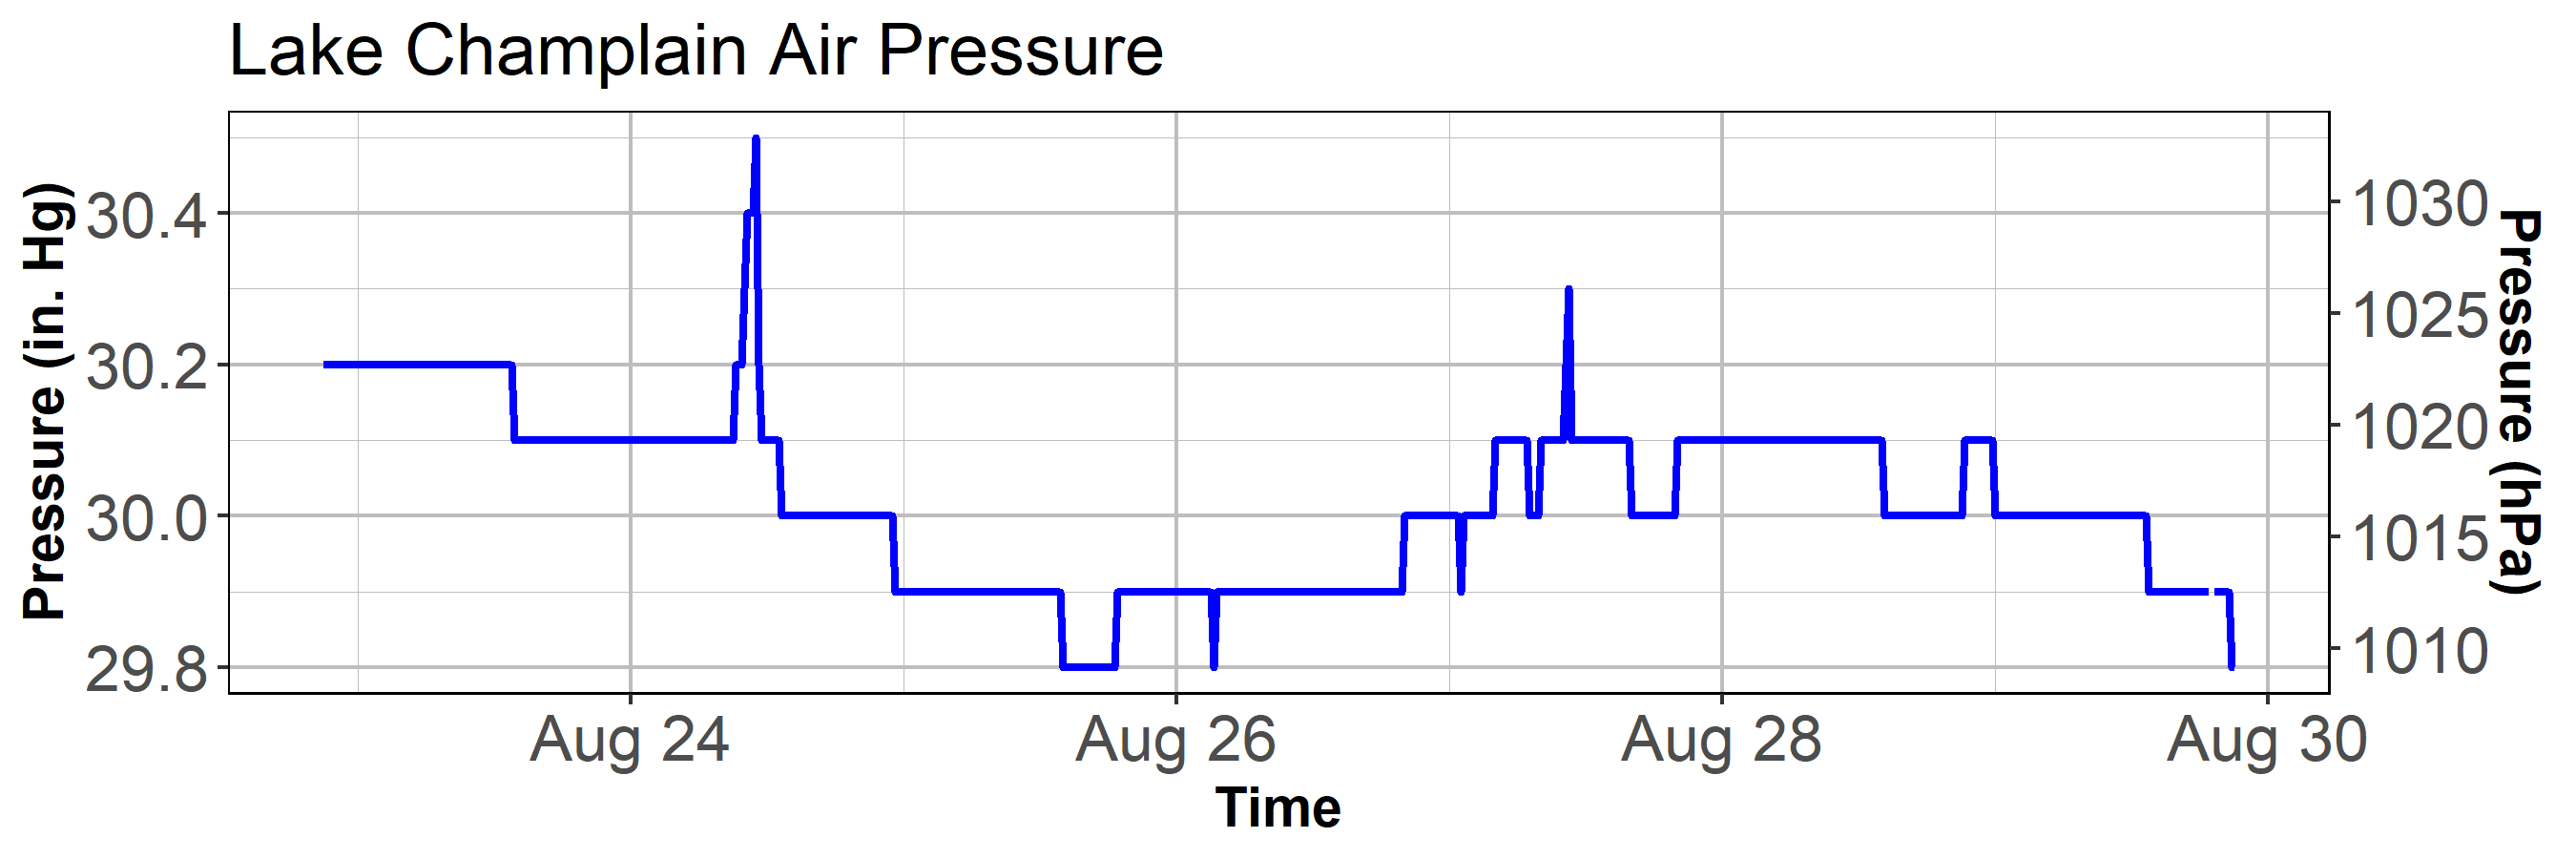 Lake Champlain Air Pressure
Pressure (in. Hg)
30.4
30.2
30.0
29.8
1030
1025
1020
1015
1010
Pressure (hPa)
Aug 24
Aug 26
Aug 28
Aug 30
Time